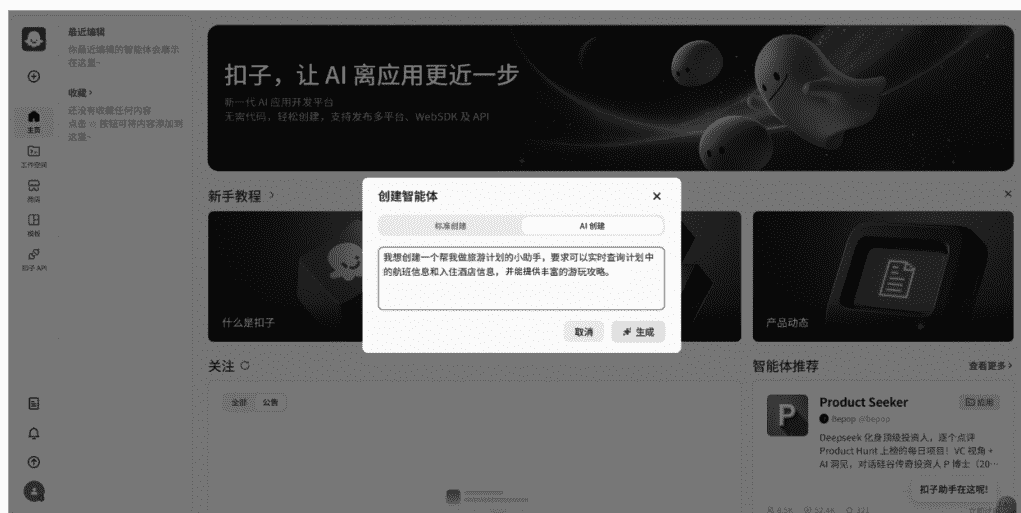 最近编辑
你最近编辑的智能体会展示
在这里~
收藏 >
还没有收藏任何内容
点击 ☆ 按钮可将内容添加到
这里~
主页
工作空间
商店
模板
扣子 API
扣子，让 AI 离应用更近一步
新一代 AI 应用开发平台
无需代码，轻松创建，支持发布多平台、WebSDK 及 API
新手教程 >
什么是扣子
产品动态
创建智能体
标准创建
AI 创建
我想创建一个帮我做旅游计划的小助手，要求可以实时查询计划中
的航班信息和入住酒店信息，并能提供丰富的游玩攻略。
取消
生成
关注
全部
公告
智能体推荐
查看更多 >
P
Product Seeker
应用
Bepop @bepop
Deepseek 化身顶级投资人，逐个点评
Product Hunt 上榜的每日项目！VC 视角 +
AI 洞见，对话硅谷传奇投资人 P 博士（20…
扣子助手在这呢!
8.5K
52.4K
321